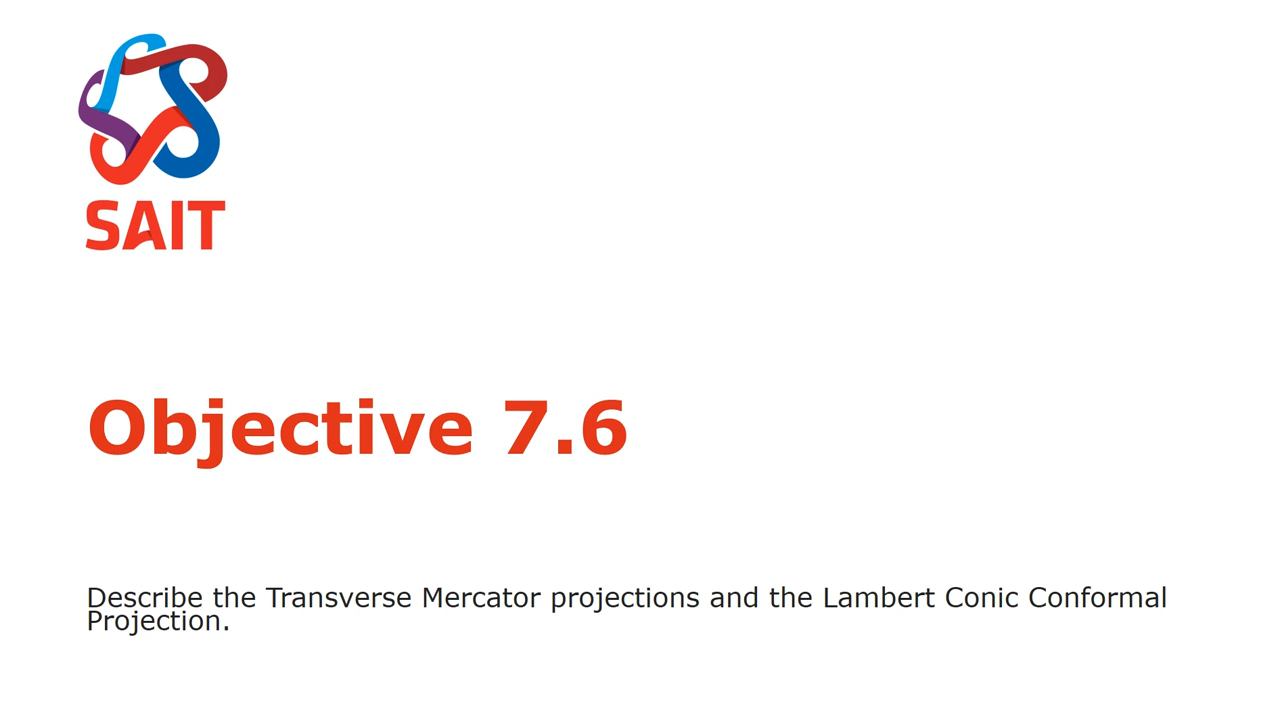 SAIT
Objective 7.6
Describe the Transverse Mercator projections and the Lambert Conic Conformal
Projection.